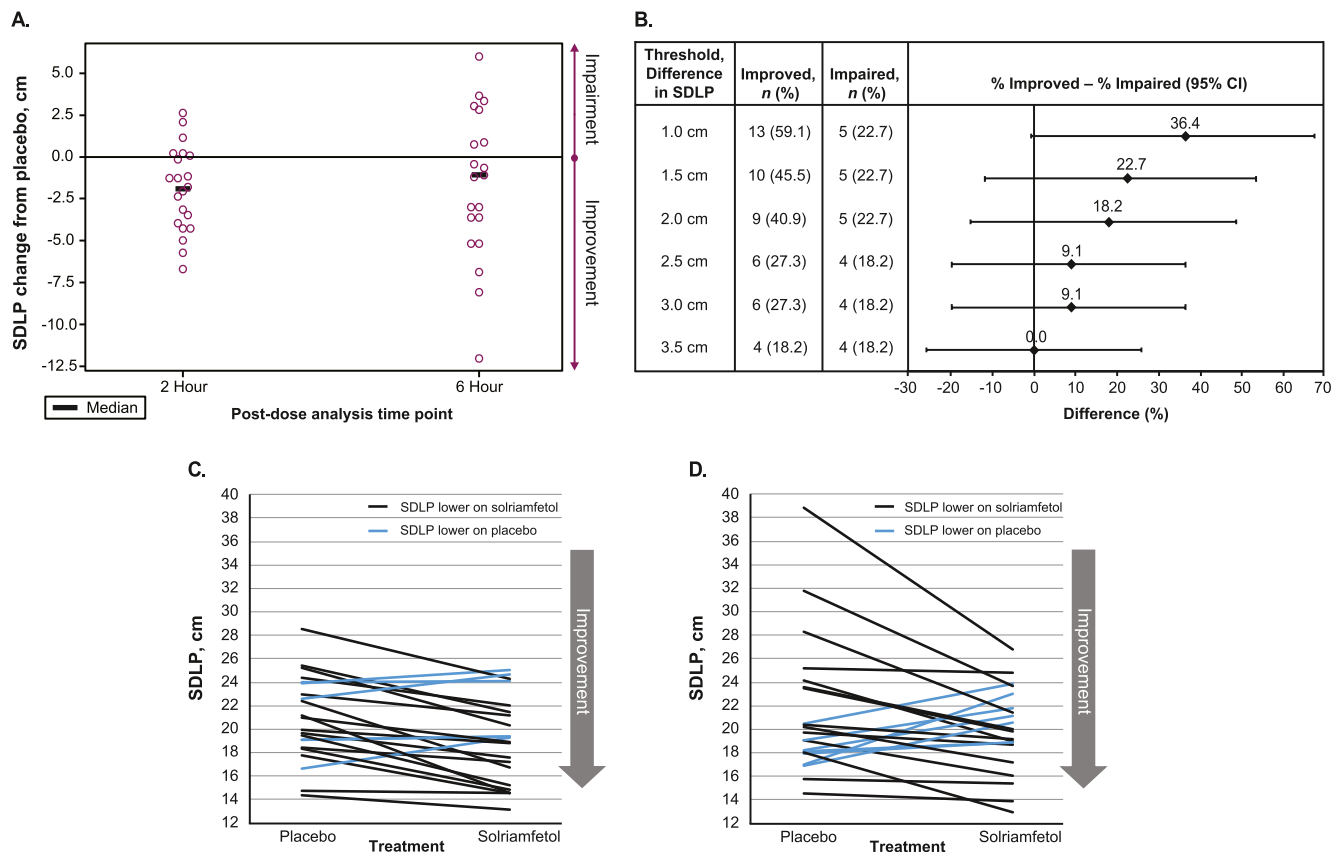 A.
SDLP change from placebo, cm
5.0
2.5
0.0
-2.5
-5.0
-7.5
-10.0
-12.5
2 Hour
6 Hour
Median
Post-dose analysis time point
Impairment
Improvement
B.
Threshold,
Difference
in SDLP
Improved,
n (%)
Impaired,
n (%)
% Improved – % Impaired (95% CI)
1.0 cm 13 (59.1) 5 (22.7) 36.4
1.5 cm 10 (45.5) 5 (22.7) 22.7
2.0 cm 9 (40.9) 5 (22.7) 18.2
2.5 cm 6 (27.3) 4 (18.2) 9.1
3.0 cm 6 (27.3) 4 (18.2) 9.1
3.5 cm 4 (18.2) 4 (18.2) 0.0
-30 -20 -10 0 10 20 30 40 50 60 70
Difference (%)
C.
SDLP, cm
40
38
36
34
32
30
28
26
24
22
20
18
16
14
12
SDLP lower on solriamfetol
SDLP lower on placebo
Improvement
Placebo
Solriamfetol
Treatment
D.
SDLP, cm
40
38
36
34
32
30
28
26
24
22
20
18
16
14
12
SDLP lower on solriamfetol
SDLP lower on placebo
Improvement
Placebo
Solriamfetol
Treatment